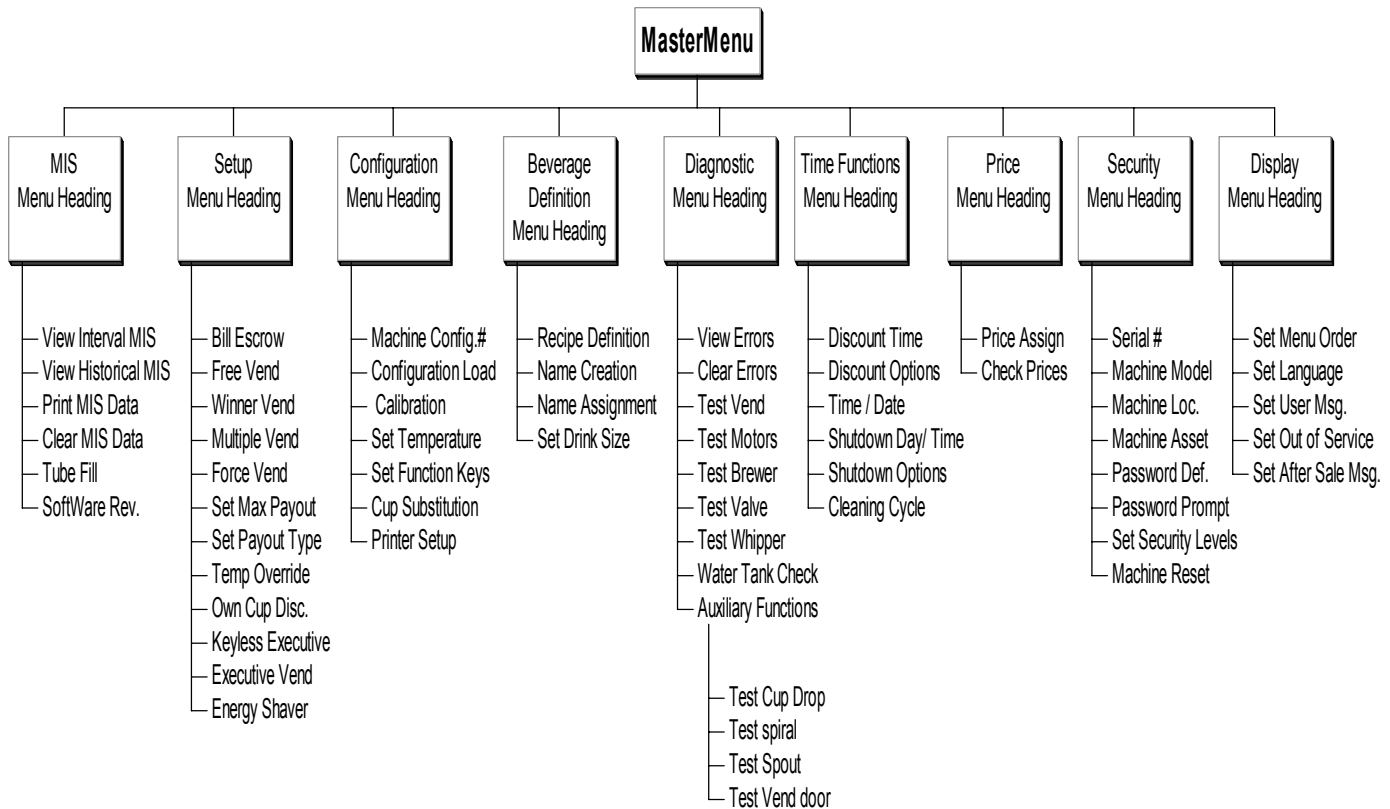 MasterMenu
MIS
Menu Heading
View Interval MIS
View Historical MIS
Print MIS Data
Clear MIS Data
Tube Fill
SoftWare Rev.
Setup
Menu Heading
Bill Escrow
Free Vend
Winner Vend
Multiple Vend
Force Vend
Set Max Payout
Set Payout Type
Temp Override
Own Cup Disc.
Keyless Executive
Executive Vend
Energy Shaver
Configuration
Menu Heading
Machine Config.#
Configuration Load
Calibration
Set Temperature
Set Function Keys
Cup Substitution
Printer Setup
Beverage
Definition
Menu Heading
Recipe Definition
Name Creation
Name Assignment
Set Drink Size
Diagnostic
Menu Heading
View Errors
Clear Errors
Test Vend
Test Motors
Test Brewer
Test Valve
Test Whipper
Water Tank Check
Auxiliary Functions
Test Cup Drop
Test spiral
Test Spout
Test Vend door
Time Functions
Menu Heading
Discount Time
Discount Options
Time / Date
Shutdown Day/ Time
Shutdown Options
Cleaning Cycle
Price
Menu Heading
Price Assign
Check Prices
Security
Menu Heading
Serial #
Machine Model
Machine Loc.
Machine Asset
Password Def.
Password Prompt
Set Security Levels
Machine Reset
Display
Menu Heading
Set Menu Order
Set Language
Set User Msg.
Set Out of Service
Set After Sale Msg.